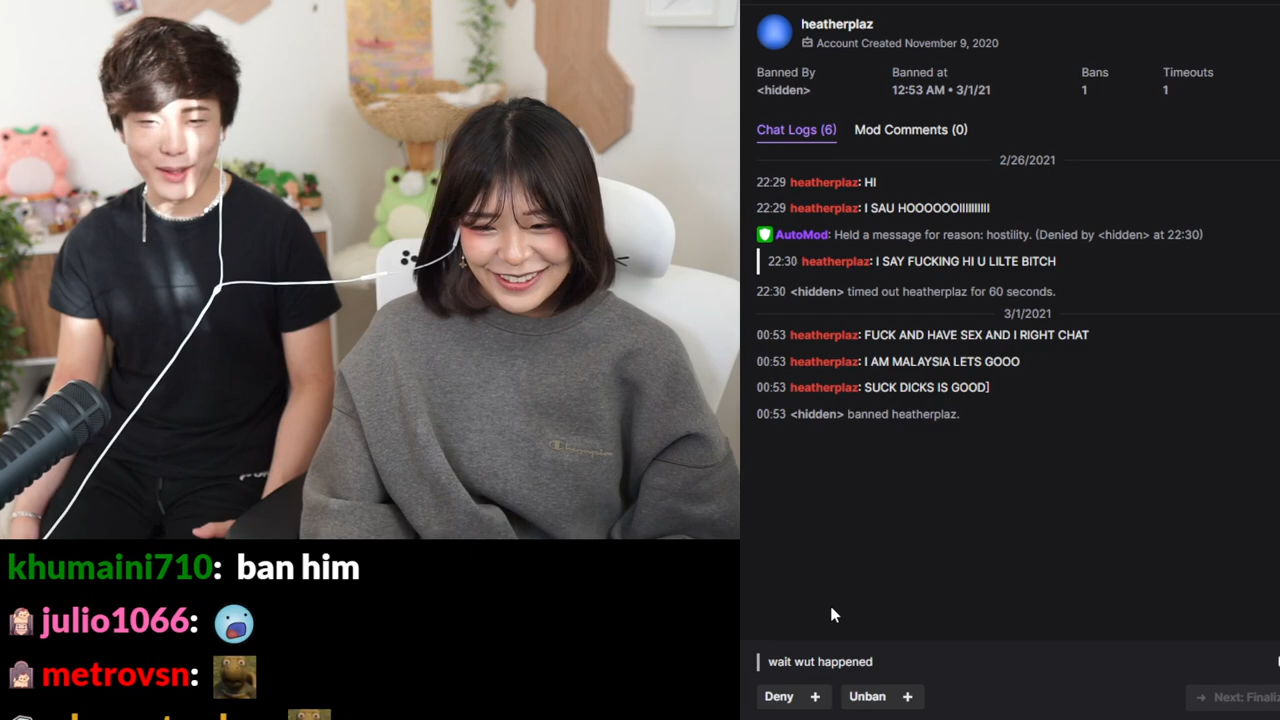 heatherplaz
Account Created November 9, 2020
Banned By
<hidden>
Banned at
12:53 AM • 3/1/21
Bans
1
Timeouts
1
Chat Logs (6)
Mod Comments (0)
2/26/2021
22:29 heatherplaz: HI
22:29 heatherplaz: I SAU HOOOOOOIIIIIIIIII
AutoMod: Held a message for reason: hostility. (Denied by <hidden> at 22:30)
22:30 heatherplaz: I SAY FUCKING HI U LILTE BITCH
22:30 <hidden> timed out heatherplaz for 60 seconds.
3/1/2021
00:53 heatherplaz: FUCK AND HAVE SEX AND I RIGHT CHAT
00:53 heatherplaz: I AM MALAYSIA LETS GOOO
00:53 heatherplaz: SUCK DICKS IS GOOD]
00:53 <hidden> banned heatherplaz.
wait wut happened
Deny +
Unban +
→ Next: Finaliz
Champion
khumaini710: ban him
julio1066:
metrovsn: